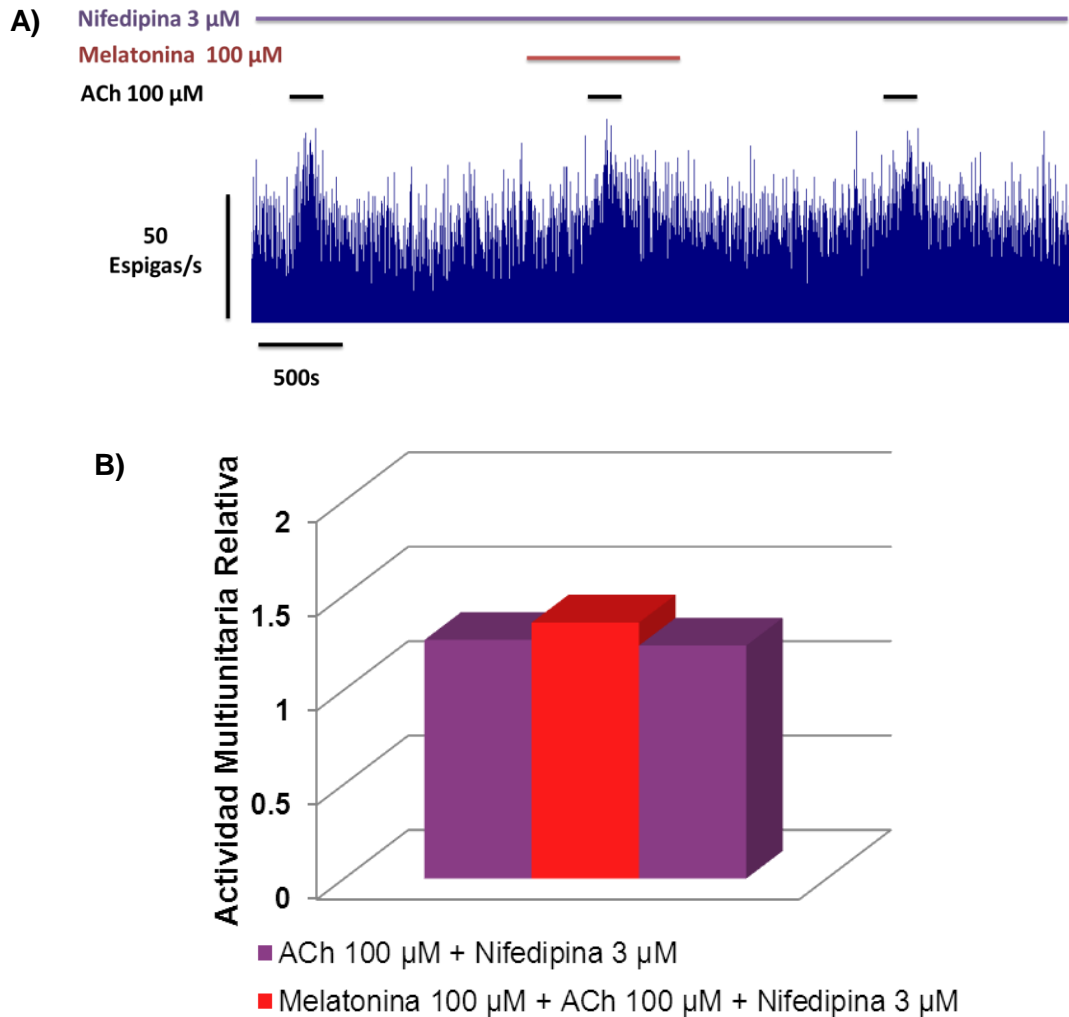 A)
Nifedipina 3 µM
Melatonina 100 µM
ACh 100 µM
50
Espigas/s
500s
B)
Actividad Multiunitaria Relativa
2
1.5
1
0.5
0
ACh 100 µM + Nifedipina 3 µM
Melatonina 100 µM + ACh 100 µM + Nifedipina 3 µM